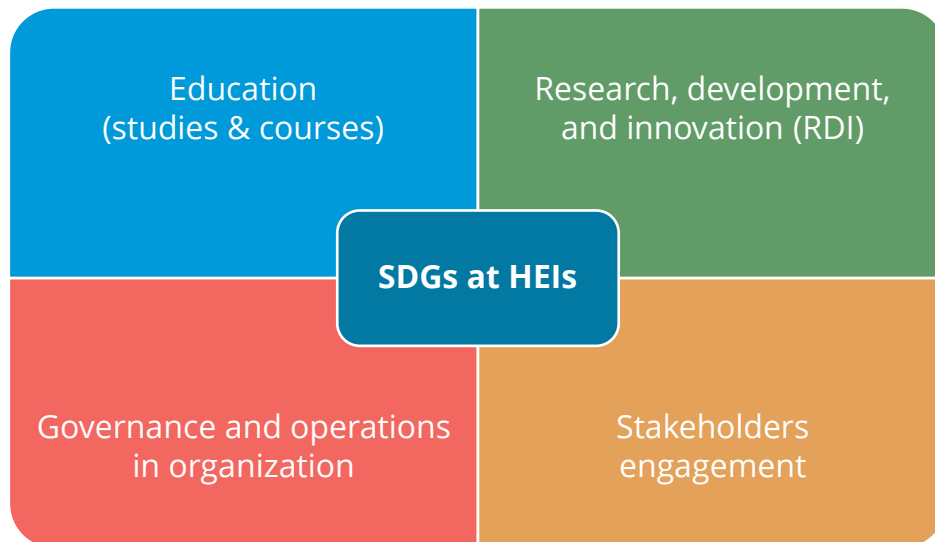 Education
(studies & courses)
Research, development,
and innovation (RDI)
SDGs at HEIs
Governance and operations
in organization
Stakeholders
engagement